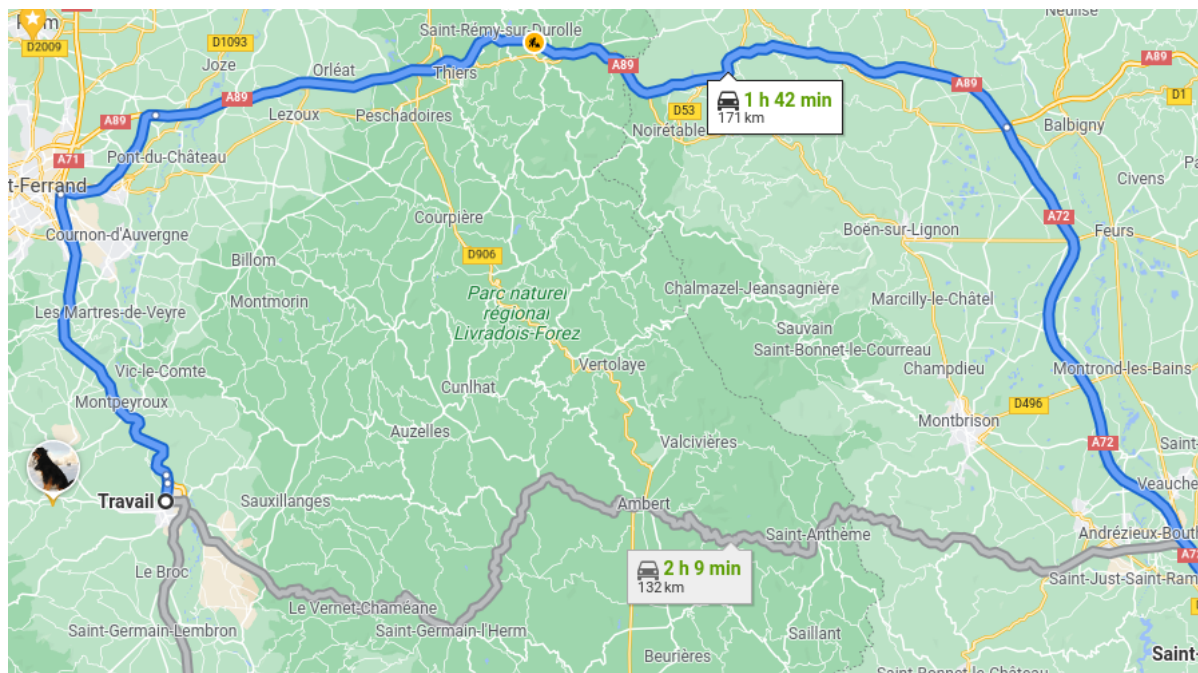 Neulise
D2009
D1093
Saint-Rémy-sur-Durolle
Joze
Orléat
Thiers
A89
A89
A89
D1
A89
Lezoux
Peschadoires
D53
1 h 42 min
171 km
Noirétable
Balbigny
A89
A71
Pont-du-Château
t-Ferrand
Civens
Courpière
A72
Cournon-d'Auvergne
Boën-sur-Lignon
Feurs
Billom
D906
Montmorin
Parc naturel
régional
Livradois-Forez
Chalmazel-Jeansagnière
Marcilly-le-Châtel
Les Martres-de-Veyre
Sauvain
Saint-Bonnet-le-Courreau
Vertolaye
Champdieu
Montrond-les-Bains
Vic-le-Comte
Cunlhat
Montpeyroux
D496
Montbrison
Auzelles
Valcivières
A72
Saint-
Veauche
Travail
Sauxillanges
Ambert
Saint-Anthème
Andrézieux-Bouth
2 h 9 min
132 km
Le Broc
Saint-Just-Saint-Ram
Le Vernet-Chaméane
Saint-Germain-Lembron
Saint-Germain-l'Herm
Saillant
Beurières
Saint-
Saint-Bonnet-le-Château